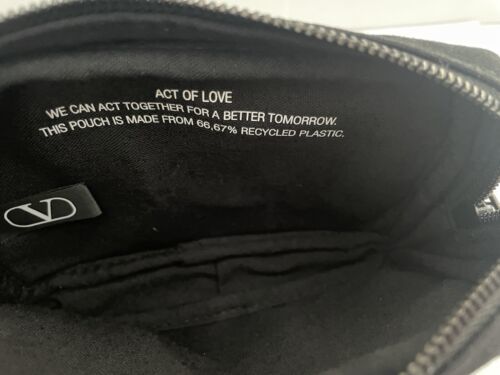 ACT OF LOVE
WE CAN ACT TOGETHER FOR A BETTER TOMORROW.
THIS POUCH IS MADE FROM 66,67% RECYCLED PLASTIC.
V